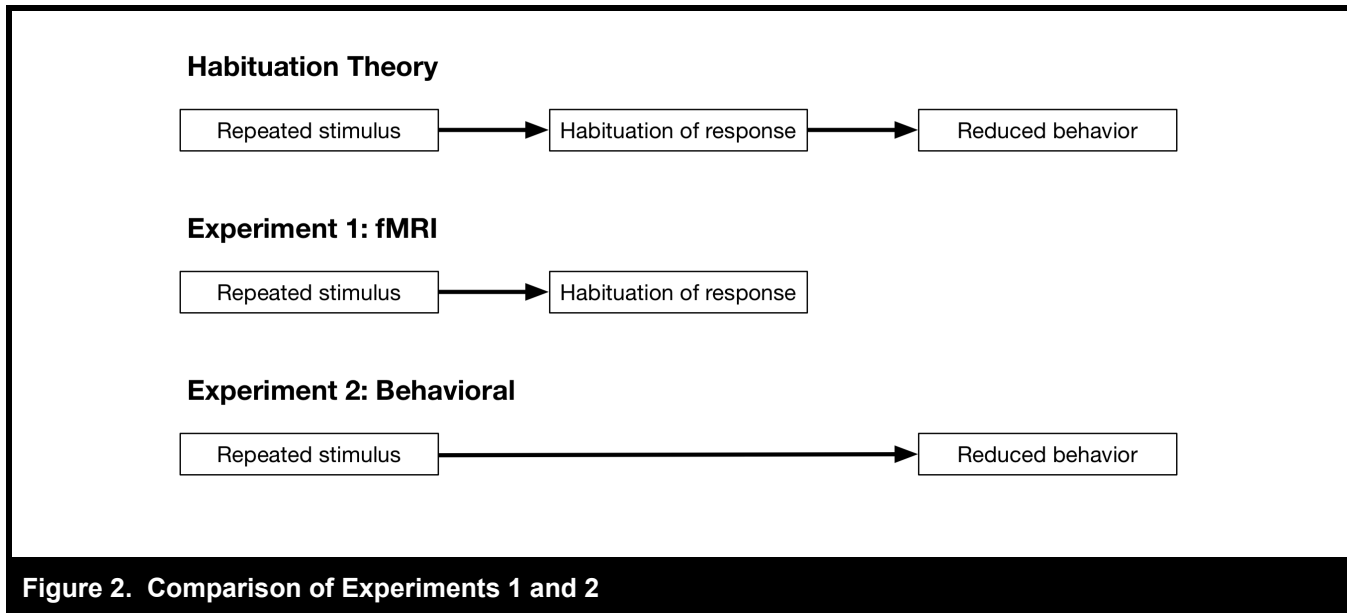 Habituation Theory
Repeated stimulus Habituation of response Reduced behavior
Experiment 1: fMRI
Repeated stimulus Habituation of response
Experiment 2: Behavioral
Repeated stimulus Reduced behavior
Figure 2. Comparison of Experiments 1 and 2